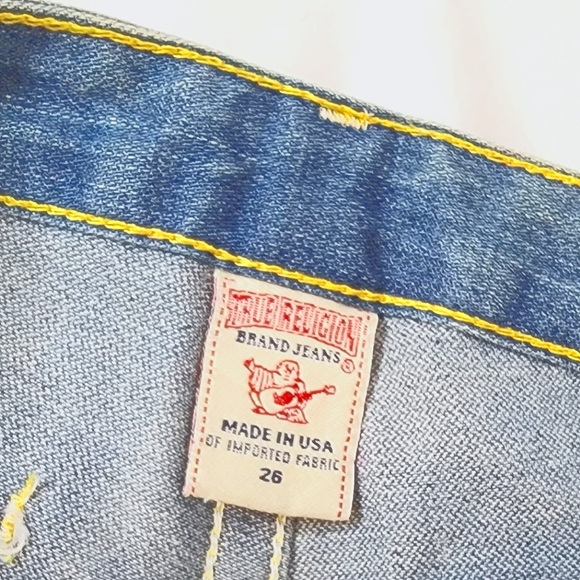 TRUE RELIGION
BRAND JEANS ®
MADE IN USA
OF IMPORTED FABRIC
26